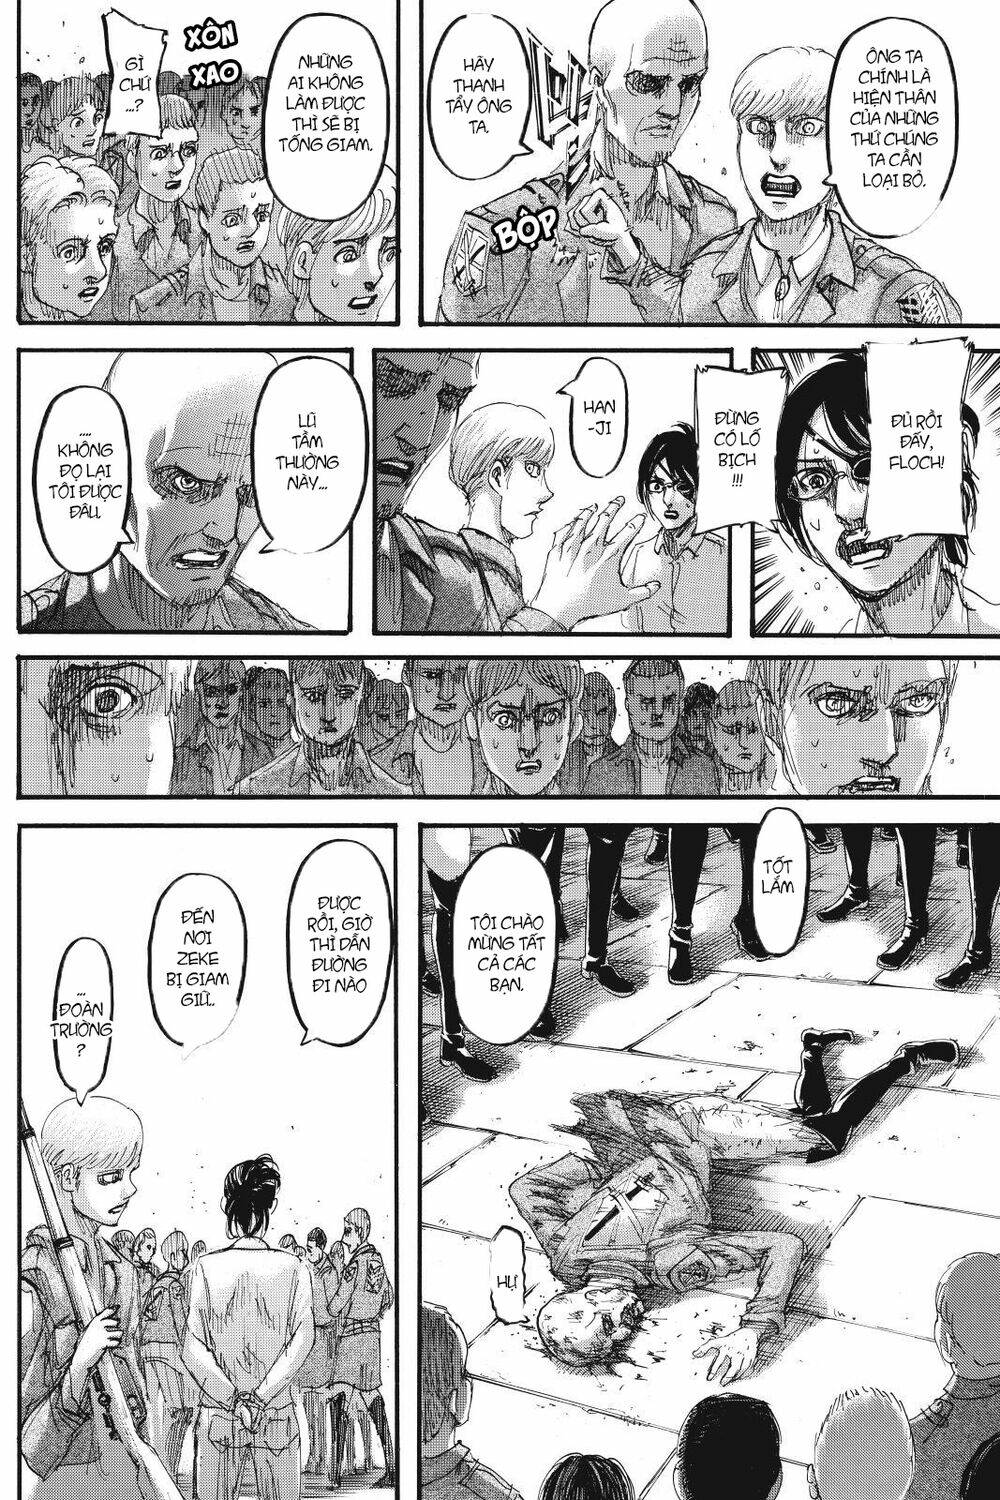 ÔNG TA
CHÍNH LÀ
HIỆN THÂN
CỦA NHỮNG
THỨ CHÚNG
TA CẦN
LOẠI BỎ.
HÃY
THANH
TẨY ÔNG
TA.
BỘP
NHỮNG
AI KHÔNG
LÀM ĐƯỢC
THÌ SẼ BỊ
TỐNG GIAM.
XÔN
XAO
GÌ
CHỨ
...?
ĐỦ RỒI
ĐẤY,
FLOCH!
ĐỪNG
CÓ LỐ
BỊCH
!!!
HAN
-JI
LŨ
TẦM
THƯỜNG
NÀY...
....
KHÔNG
ĐỌ LẠI
TÔI ĐƯỢC
ĐÂU.
TỐT
LẮM
TÔI CHÀO
MỪNG TẤT
CẢ CÁC
BẠN.
HƯ
ĐƯỢC
RỒI, GIỜ
THÌ DẪN
ĐƯỜNG
ĐI NÀO
ĐẾN
NƠI
ZEKE
BỊ GIAM
GIỮ..
...
ĐOÀN
TRƯỞNG
?